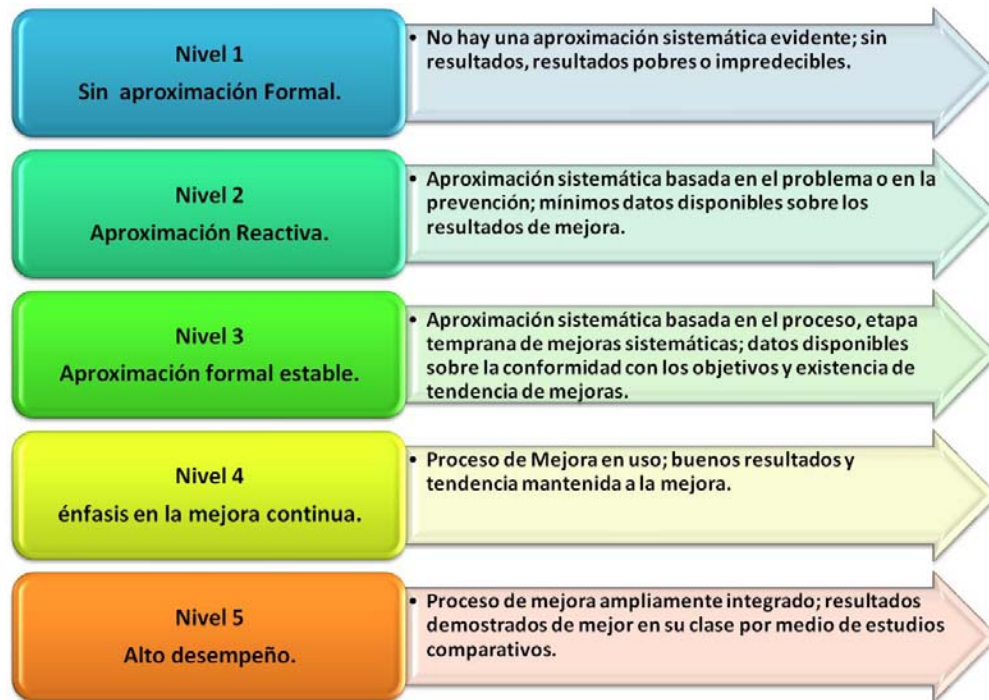 Nivel 1
Sin aproximación Formal.
• No hay una aproximación sistemática evidente; sin
resultados, resultados pobres o impredecibles.
Nivel 2
Aproximación Reactiva.
• Aproximación sistemática basada en el problema o en la
prevención; mínimos datos disponibles sobre los
resultados de mejora.
Nivel 3
Aproximación formal estable.
• Aproximación sistemática basada en el proceso, etapa
temprana de mejoras sistemáticas; datos disponibles
sobre la conformidad con los objetivos y existencia de
tendencia de mejoras.
Nivel 4
énfasis en la mejora continua.
• Proceso de Mejora en uso; buenos resultados y
tendencia mantenida a la mejora.
Nivel 5
Alto desempeño.
• Proceso de mejora ampliamente integrado; resultados
demostrados de mejor en su clase por medio de estudios
comparativos.